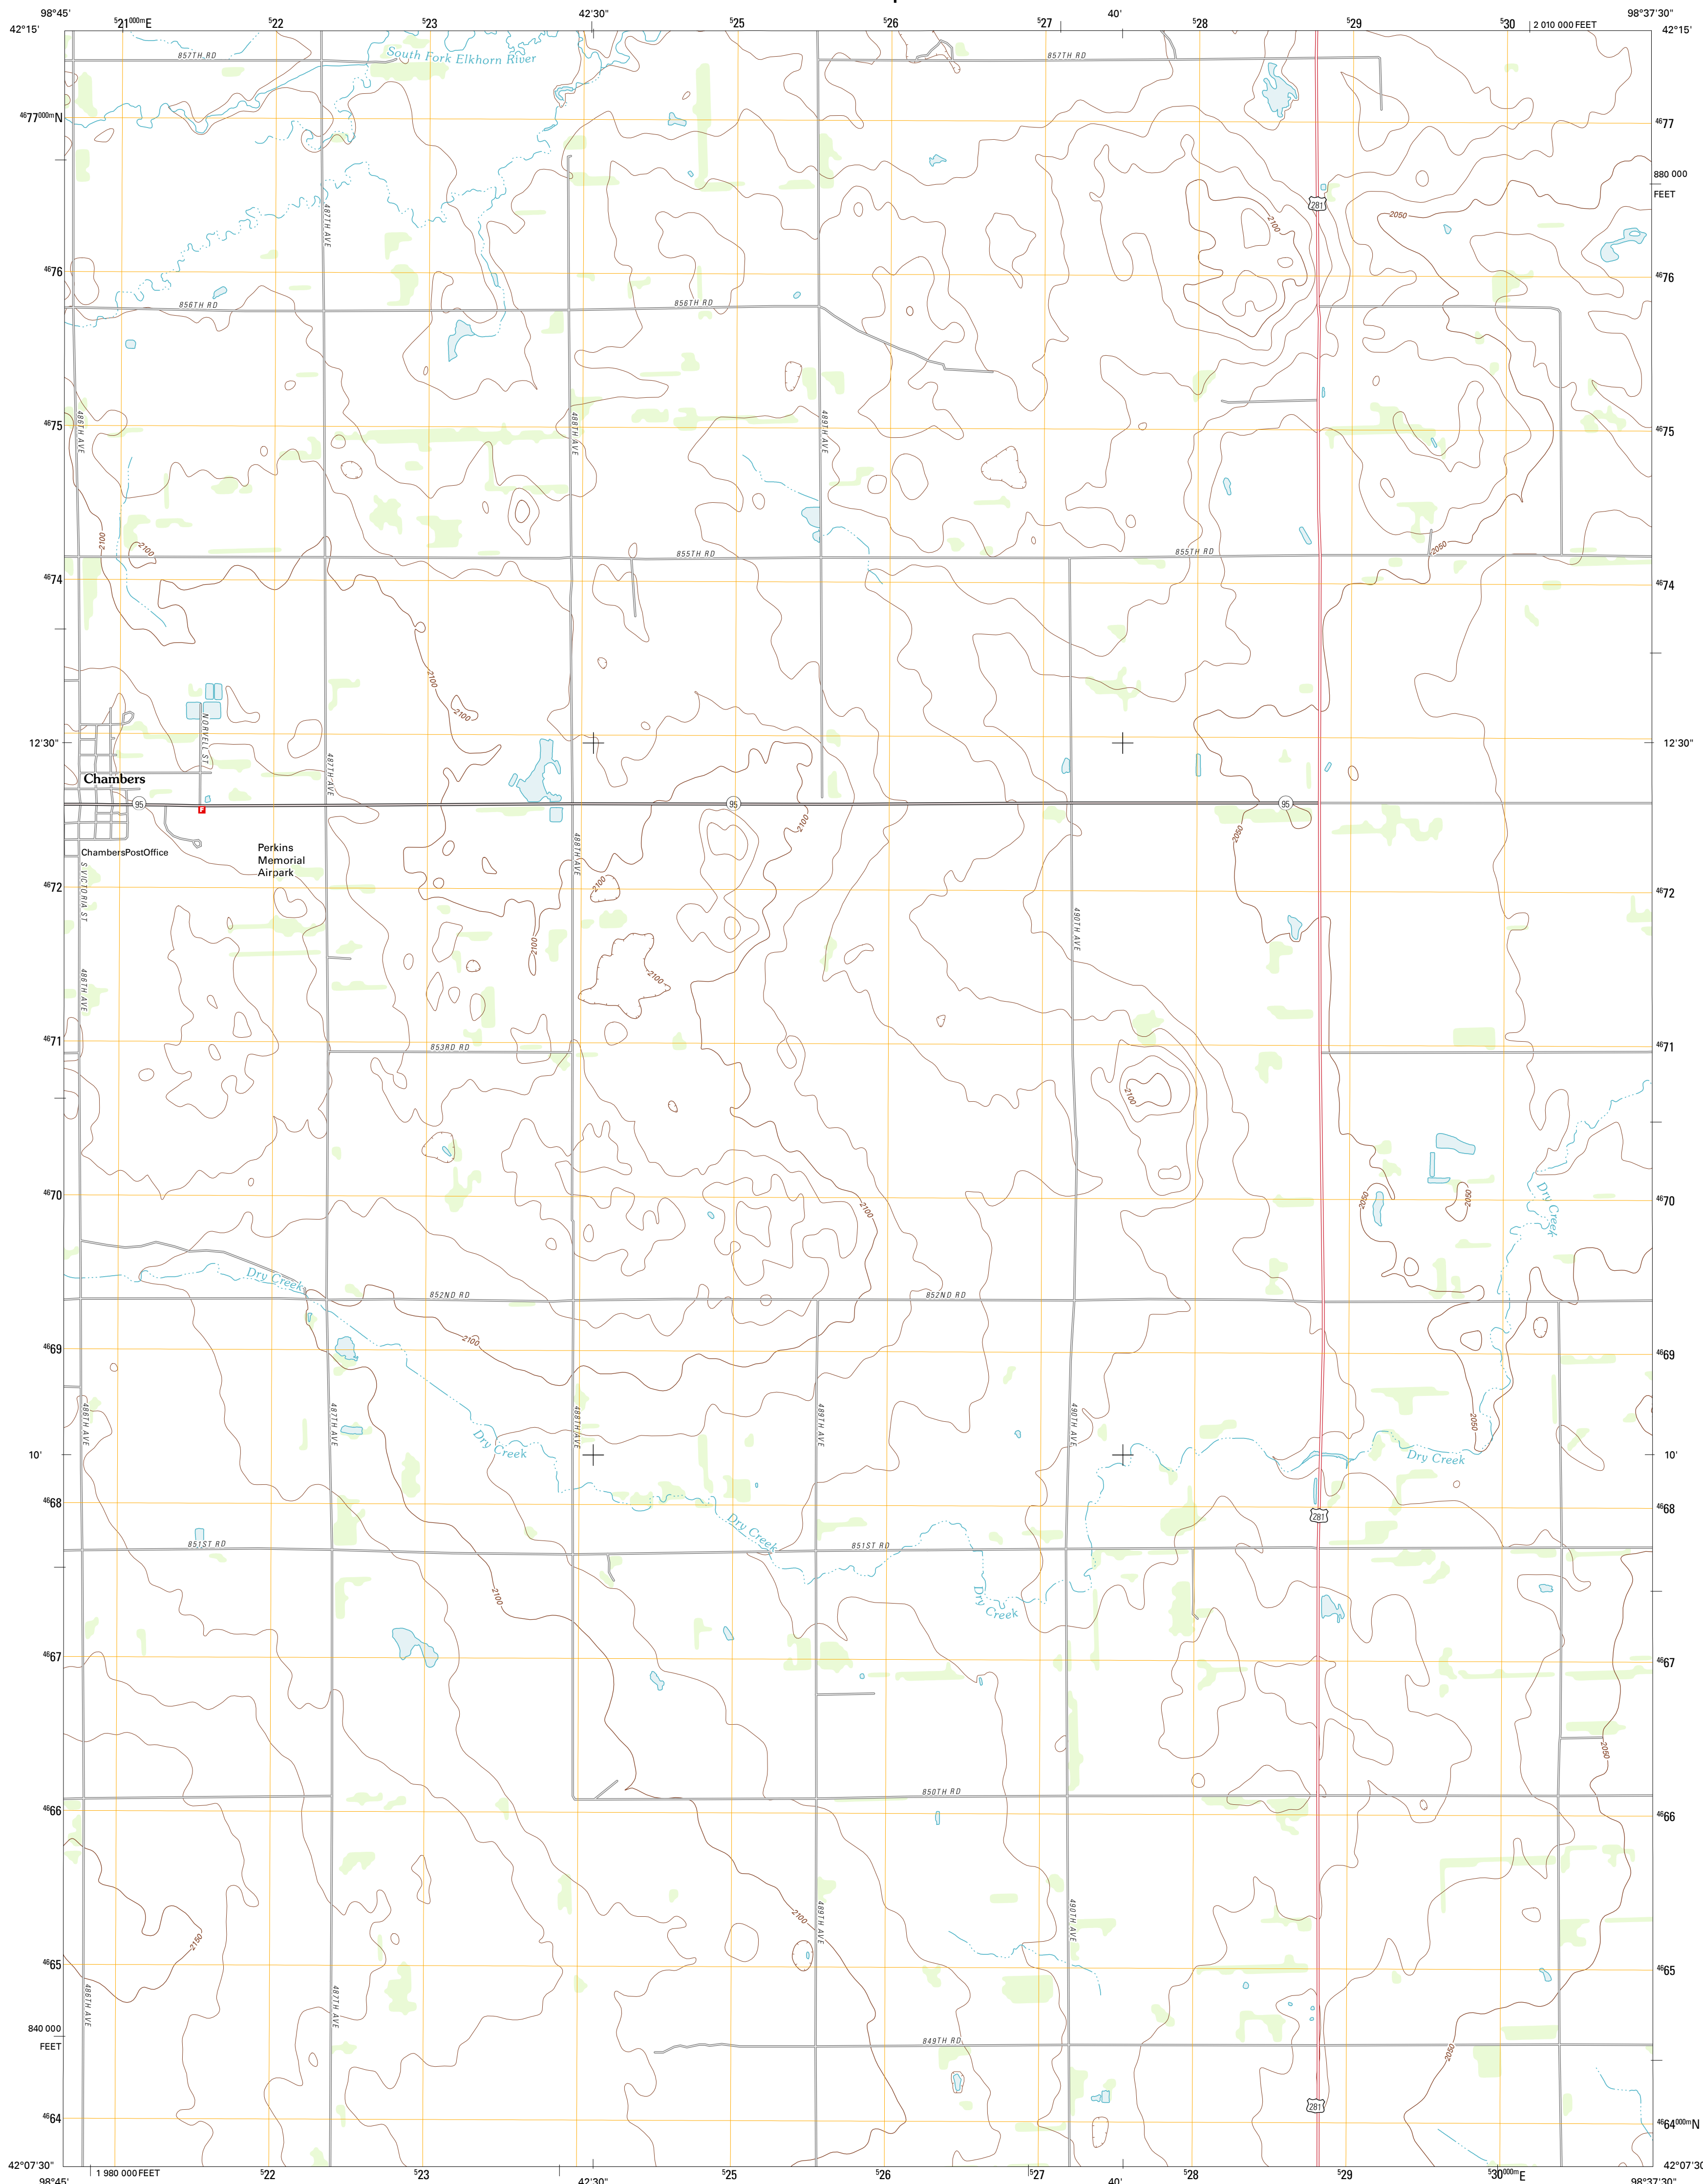 98°45'
⁵21⁰⁰⁰ᵐE
⁵22
⁵23
42'30"
⁵25
⁵26
⁵27
40'
⁵28
⁵29
⁵30
2 010 000 FEET
98°37'30"
42°15'
42°15'
857TH RD
South Fork Elkhorn River
857TH RD
⁴⁶77⁰⁰⁰ᵐN
⁴⁶77
880 000
FEET
487TH AVE
281
2100
2050
⁴⁶76
⁴⁶76
856TH RD
856TH RD
486TH AVE
488TH AVE
489TH AVE
⁴⁶75
⁴⁶75
2100
2100
855TH RD
855TH RD
2050
⁴⁶74
⁴⁶74
2100
2100
NORVELL ST
12'30"
12'30"
487TH AVE
Chambers
F
95
95
95
2100
2050
488TH AVE
ChambersPostOffice
Perkins
Memorial
Airpark
S VICTORIA ST
2100
⁴⁶72
⁴⁶72
490TH AVE
2100
2100
486TH AVE
⁴⁶71
853RD RD
⁴⁶71
2100
⁴⁶70
⁴⁶70
2100
2050
2050
Dry Creek
Dry Creek
852ND RD
852ND RD
2100
⁴⁶69
⁴⁶69
486TH AVE
487TH AVE
488TH AVE
489TH AVE
490TH AVE
2050
Dry Creek
Dry Creek
10'
10'
⁴⁶68
⁴⁶68
281
Dry Creek
851ST RD
851ST RD
2100
Dry Creek
⁴⁶67
⁴⁶67
2050
850TH RD
⁴⁶66
⁴⁶66
2100
489TH AVE
490TH AVE
2150
⁴⁶65
⁴⁶65
486TH AVE
487TH AVE
840 000
FEET
849TH RD
2050
281
⁴⁶64
⁴⁶64⁰⁰⁰ᵐN
42°07'30"
1 980 000 FEET
⁵22
⁵23
42'30"
⁵25
⁵26
⁵27
40'
⁵28
⁵29
⁵30⁰⁰⁰ᵐE
98°45'
98°37'30"